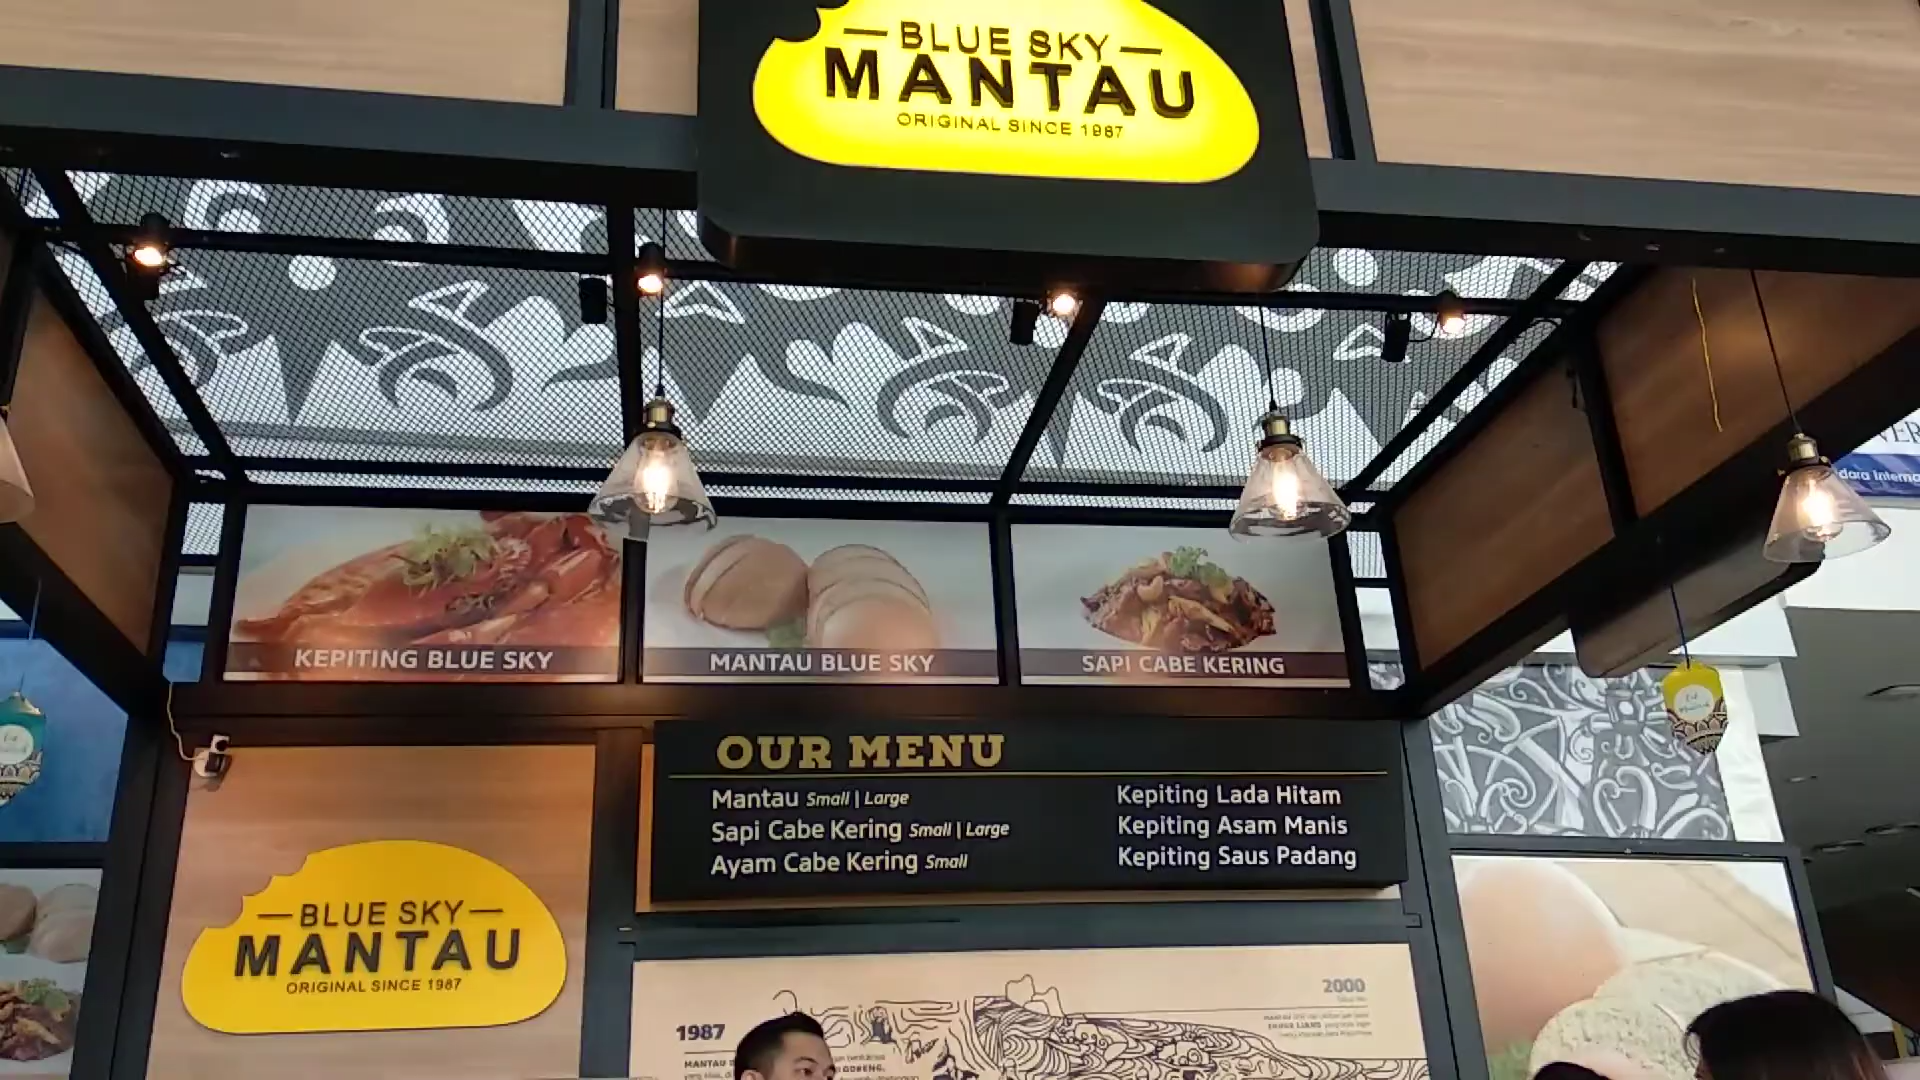 BLUE SKY
MANTAU
ORIGINAL SINCE 1987
KEPITING BLUE SKY
MANTAU BLUE SKY
SAPI CABE KERING
OUR MENU
Mantau Small | Large
Sapi Cabe Kering Small | Large
Ayam Cabe Kering Small
Kepiting Lada Hitam
Kepiting Asam Manis
Kepiting Saus Padang
BLUE SKY
MANTAU
ORIGINAL SINCE 1987
1987
MANTAU
GORENG,
2000